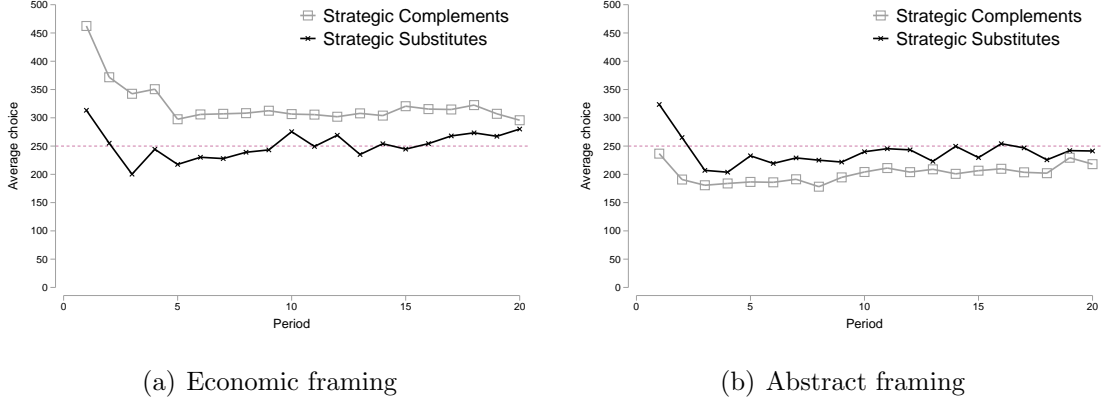 Strategic Complements
Strategic Substitutes
Average choice
500
450
400
350
300
250
200
150
100
50
0
0 5 10 15 20
Period
(a) Economic framing
Strategic Complements
Strategic Substitutes
Average choice
500
450
400
350
300
250
200
150
100
50
0
0 5 10 15 20
Period
(b) Abstract framing